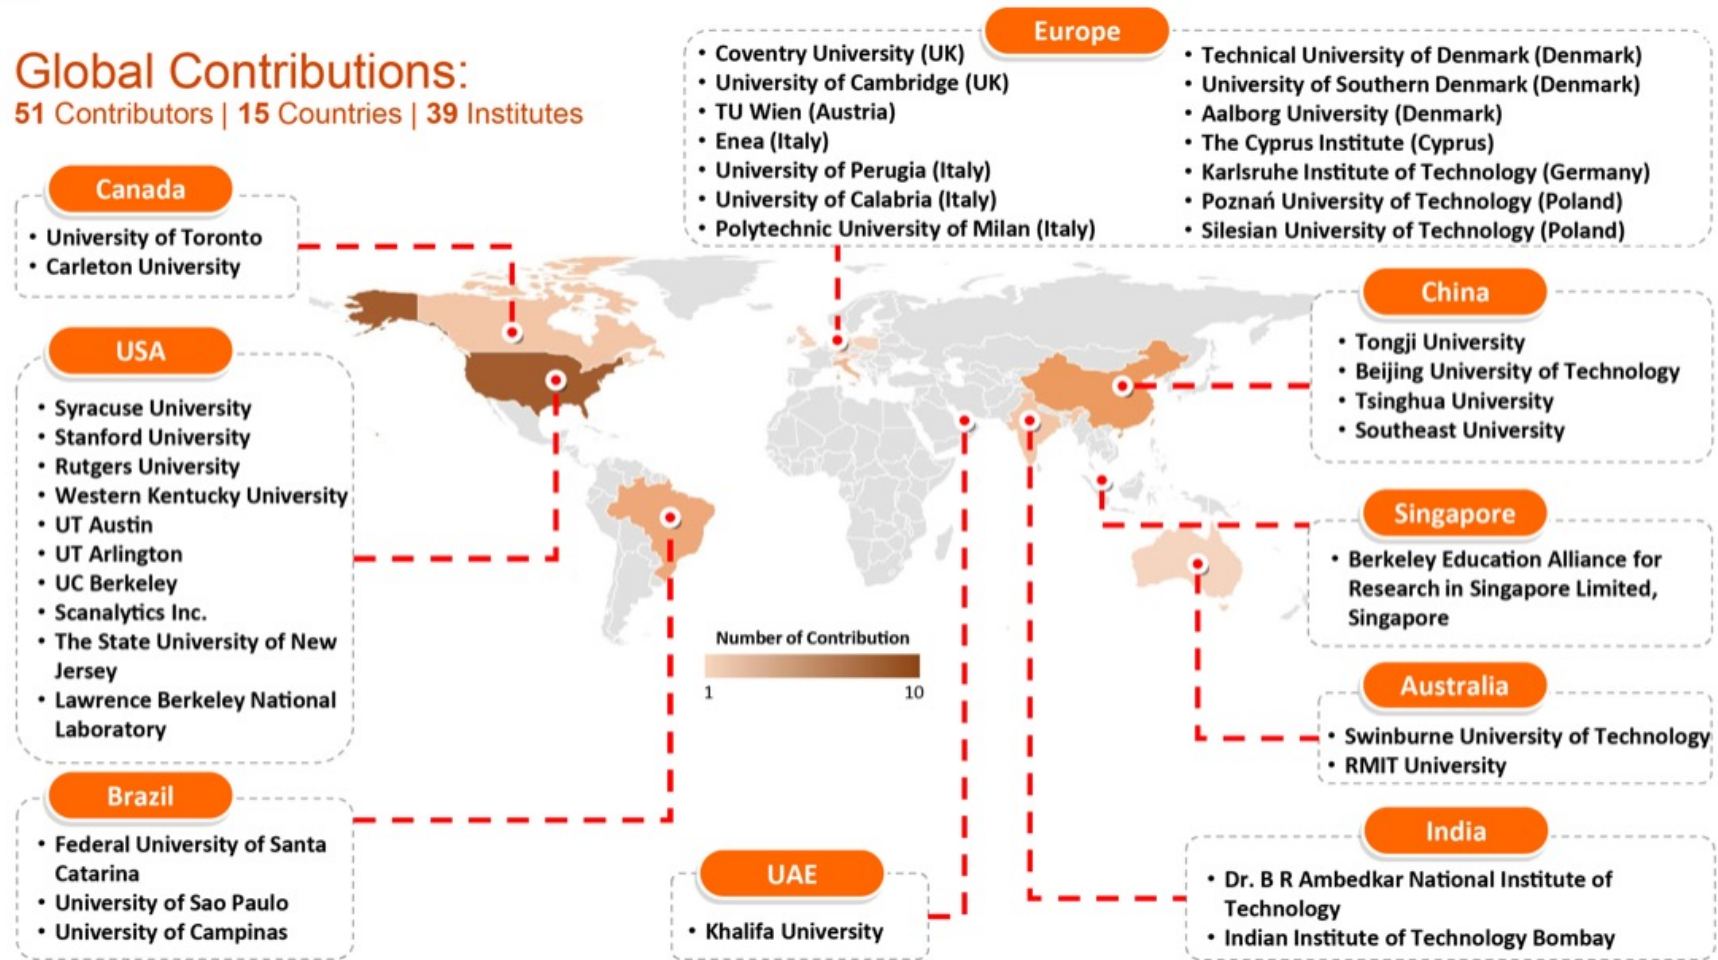 Global Contributions:
51 Contributors | 15 Countries | 39 Institutes
Europe
• Coventry University (UK)
• University of Cambridge (UK)
• TU Wien (Austria)
• Enea (Italy)
• University of Perugia (Italy)
• University of Calabria (Italy)
• Polytechnic University of Milan (Italy)
• Technical University of Denmark (Denmark)
• University of Southern Denmark (Denmark)
• Aalborg University (Denmark)
• The Cyprus Institute (Cyprus)
• Karlsruhe Institute of Technology (Germany)
• Poznań University of Technology (Poland)
• Silesian University of Technology (Poland)
Canada
• University of Toronto
• Carleton University
USA
• Syracuse University
• Stanford University
• Rutgers University
• Western Kentucky University
• UT Austin
• UT Arlington
• UC Berkeley
• Scanalytics Inc.
• The State University of New
Jersey
• Lawrence Berkeley National
Laboratory
Brazil
• Federal University of Santa
Catarina
• University of Sao Paulo
• University of Campinas
Number of Contribution
1 10
UAE
• Khalifa University
China
• Tongji University
• Beijing University of Technology
• Tsinghua University
• Southeast University
Singapore
• Berkeley Education Alliance for
Research in Singapore Limited,
Singapore
Australia
• Swinburne University of Technology
• RMIT University
India
• Dr. B R Ambedkar National Institute of
Technology
• Indian Institute of Technology Bombay